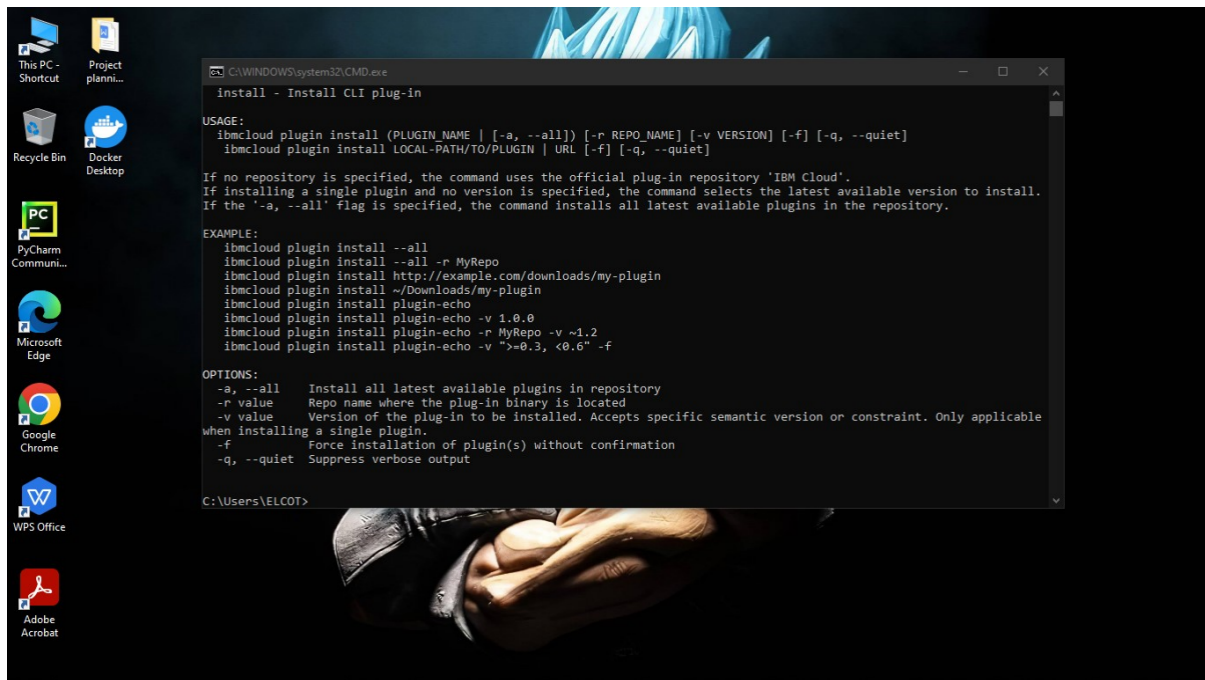 This PC -
Shortcut
Project
planni...
Recycle Bin
Docker
Desktop
PC
PyCharm
Communi...
Microsoft
Edge
Google
Chrome
WPS Office
Adobe
Acrobat
C:\WINDOWS\system32\CMD.exe
install - Install CLI plug-in
USAGE:
ibmcloud plugin install (PLUGIN_NAME | [-a, --all]) [-r REPO_NAME] [-v VERSION] [-f] [-q, --quiet]
ibmcloud plugin install LOCAL-PATH/TO/PLUGIN | URL [-f] [-q, --quiet]
If no repository is specified, the command uses the official plug-in repository 'IBM Cloud'.
If installing a single plugin and no version is specified, the command selects the latest available version to install.
If the '-a, --all' flag is specified, the command installs all latest available plugins in the repository.
EXAMPLE:
ibmcloud plugin install --all
ibmcloud plugin install --all -r MyRepo
ibmcloud plugin install http://example.com/downloads/my-plugin
ibmcloud plugin install ~/Downloads/my-plugin
ibmcloud plugin install plugin-echo
ibmcloud plugin install plugin-echo -v 1.0.0
ibmcloud plugin install plugin-echo -r MyRepo -v ~1.2
ibmcloud plugin install plugin-echo -v ">=0.3, <0.6" -f
OPTIONS:
-a, --all    Install all latest available plugins in repository
-r value     Repo name where the plug-in binary is located
-v value     Version of the plug-in to be installed. Accepts specific semantic version or constraint. Only applicable
when installing a single plugin.
-f           Force installation of plugin(s) without confirmation
-q, --quiet  Suppress verbose output
C:\Users\ELCOT>